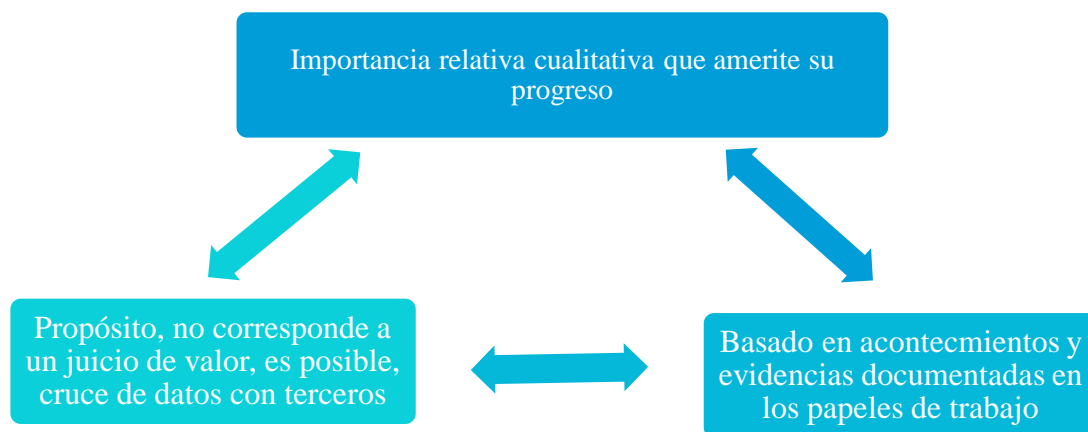 Importancia relativa cualitativa que amerite su
progreso
Propósito, no corresponde a
un juicio de valor, es posible,
cruce de datos con terceros
Basado en acontecmientos y
evidencias documentadas en
los papeles de trabajo